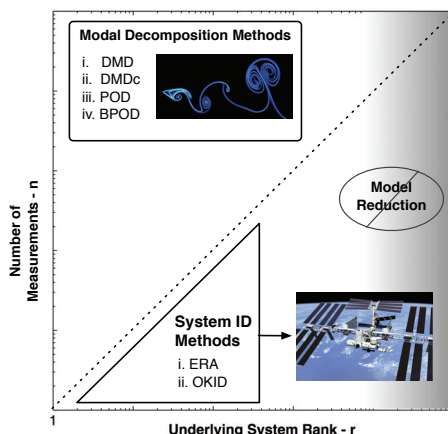 Modal Decomposition Methods
i. DMD
ii. DMDc
iii. POD
iv. BPOD
Model
Reduction
Number of
Measurements - n
System ID
Methods
i. ERA
ii. OKID
1
Underlying System Rank - r